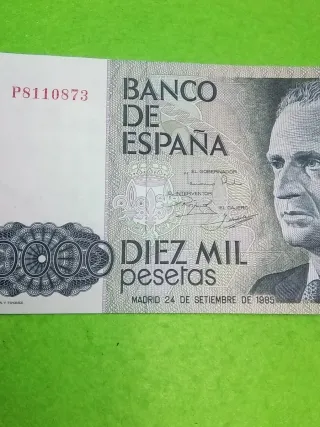 P8110873
BANCO
DE
ESPAÑA
EL GOBERNADOR
EL INTERVENTOR
EL CAJERO
DIEZ MIL
pesetas
MADRID 24 DE SETIEMBRE DE 1985